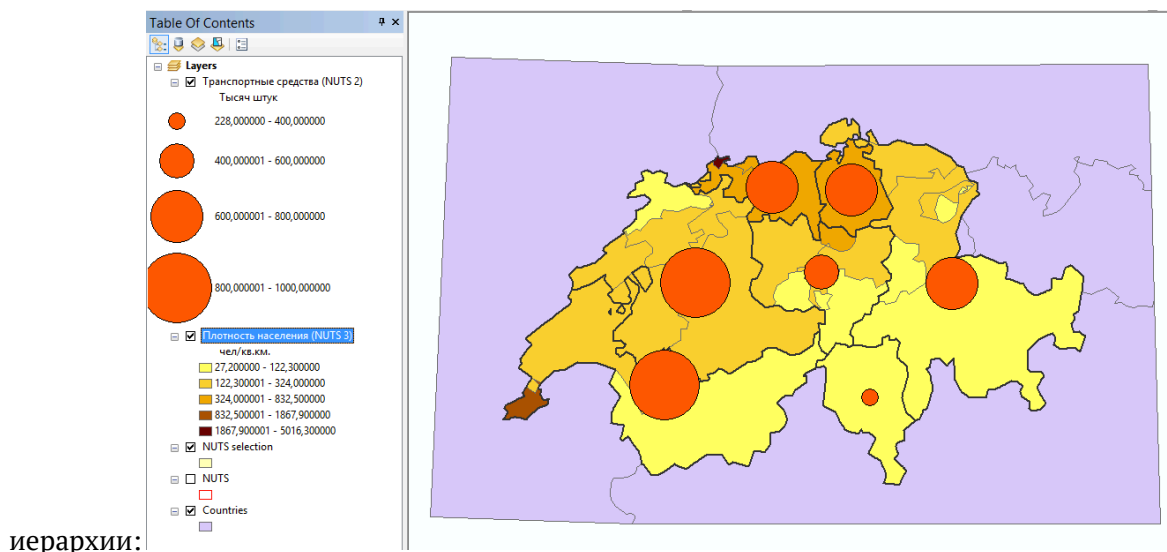 Table Of Contents
Layers
Транспортные средства (NUTS 2)
Тысяч штук
228,000000 - 400,000000
400,000001 - 600,000000
600,000001 - 800,000000
800,000001 - 1000,000000
Плотность населения (NUTS 3)
чел/кв.км.
27,200000 - 122,300000
122,300001 - 324,000000
324,000001 - 832,500000
832,500001 - 1867,900000
1867,900001 - 5016,300000
NUTS selection
NUTS
Countries
иерархии: